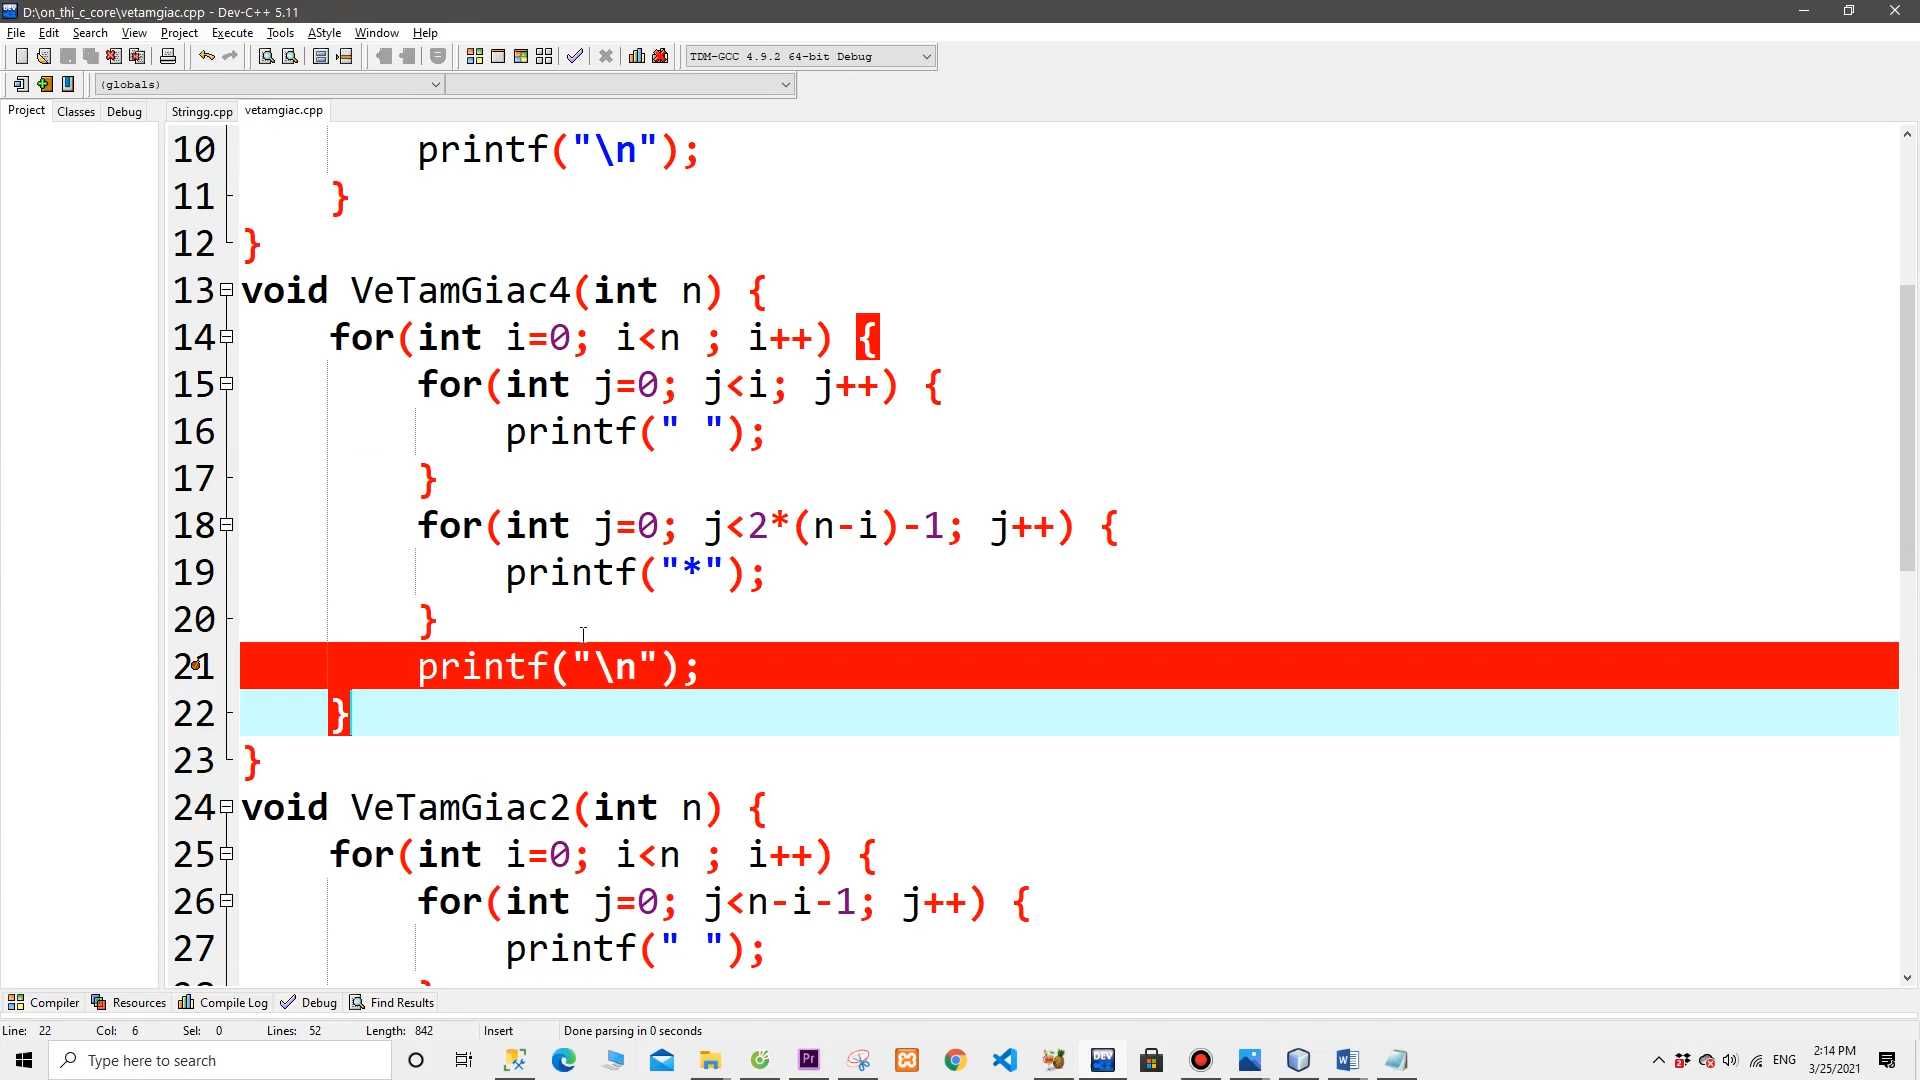 D:\on_thi_c_core\vetamgiac.cpp - Dev-C++ 5.11
File Edit Search View Project Execute Tools AStyle Window Help
TDM-GCC 4.9.2 64-bit Debug
(globals)
Project Classes Debug Stringg.cpp vetamgiac.cpp
10 printf("\n");
11 }
12 }
13 void VeTamGiac4(int n) {
14 for(int i=0; i<n ; i++) {
15 for(int j=0; j<i; j++) {
16 printf(" ");
17 }
18 for(int j=0; j<2*(n-i)-1; j++) {
19 printf("*");
20 }
21 printf("\n");
22 }
23 }
24 void VeTamGiac2(int n) {
25 for(int i=0; i<n ; i++) {
26 for(int j=0; j<n-i-1; j++) {
27 printf(" ");
Compiler Resources Compile Log Debug Find Results
Line: 22 Col: 6 Sel: 0 Lines: 52 Length: 842 Insert Done parsing in 0 seconds
Type here to search
Pr
DEV
ENG
2:14 PM
3/25/2021